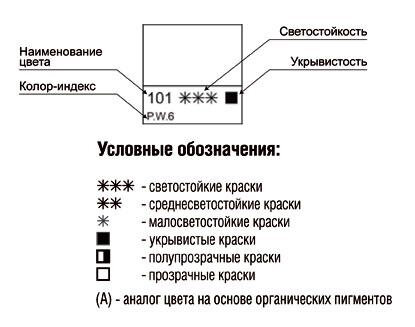 Светостойкость
Наименование
цвета
Укрывистость
Колор-индекс
101 ✳✳✳ ■
P.W.6
Условные обозначения:
✳✳✳ - светостойкие краски
✳✳ - среднесветостойкие краски
✳ - малосветостойкие краски
■ - укрывистые краски
◧ - полупрозрачные краски
□ - прозрачные краски
(А) - аналог цвета на основе органических пигментов